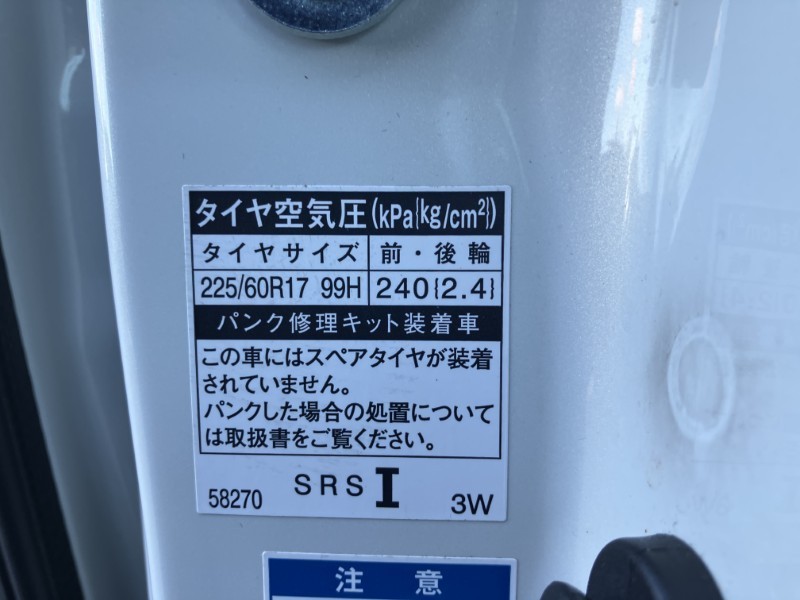 タイヤ空気圧(kPa{kg/cm²})
タイヤサイズ 前・後輪
225/60R17 99H 240{2.4}
パンク修理キット装着車
この車にはスペアタイヤが装着
されていません。
パンクした場合の処置について
は取扱書をご覧ください。
58270 SRS I 3W
注 意